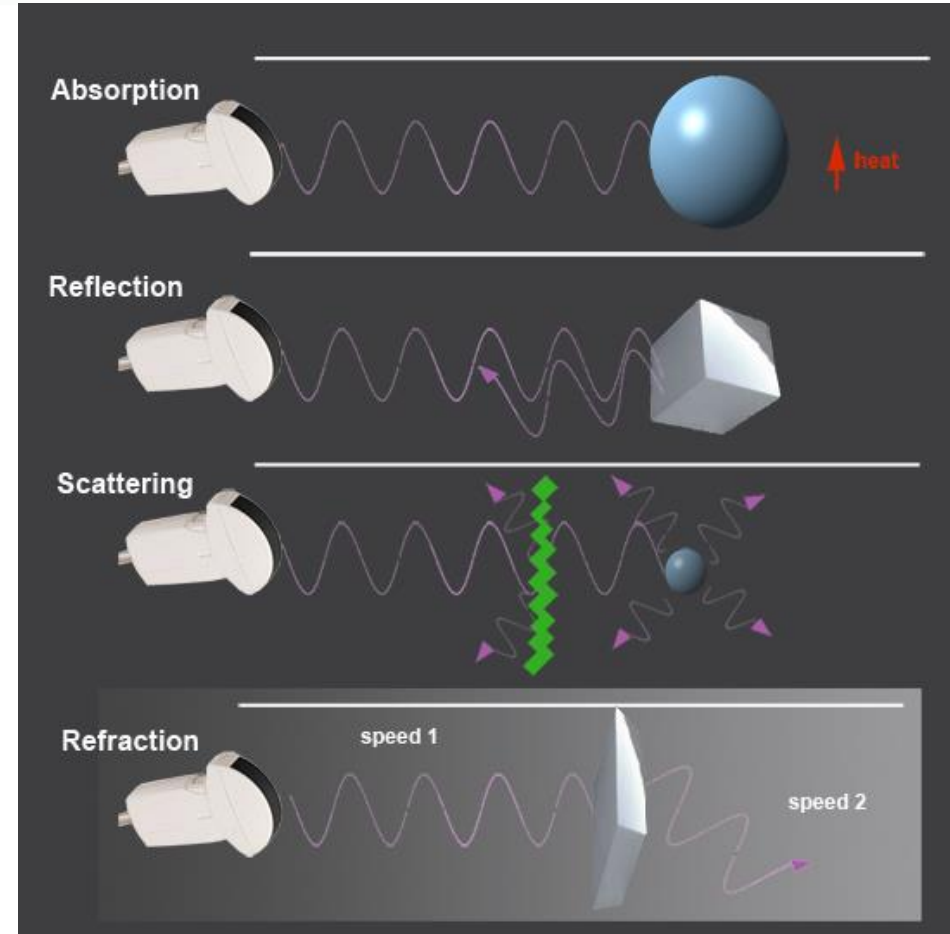 Absorption
heat
Reflection
Scattering
Refraction
speed 1
speed 2